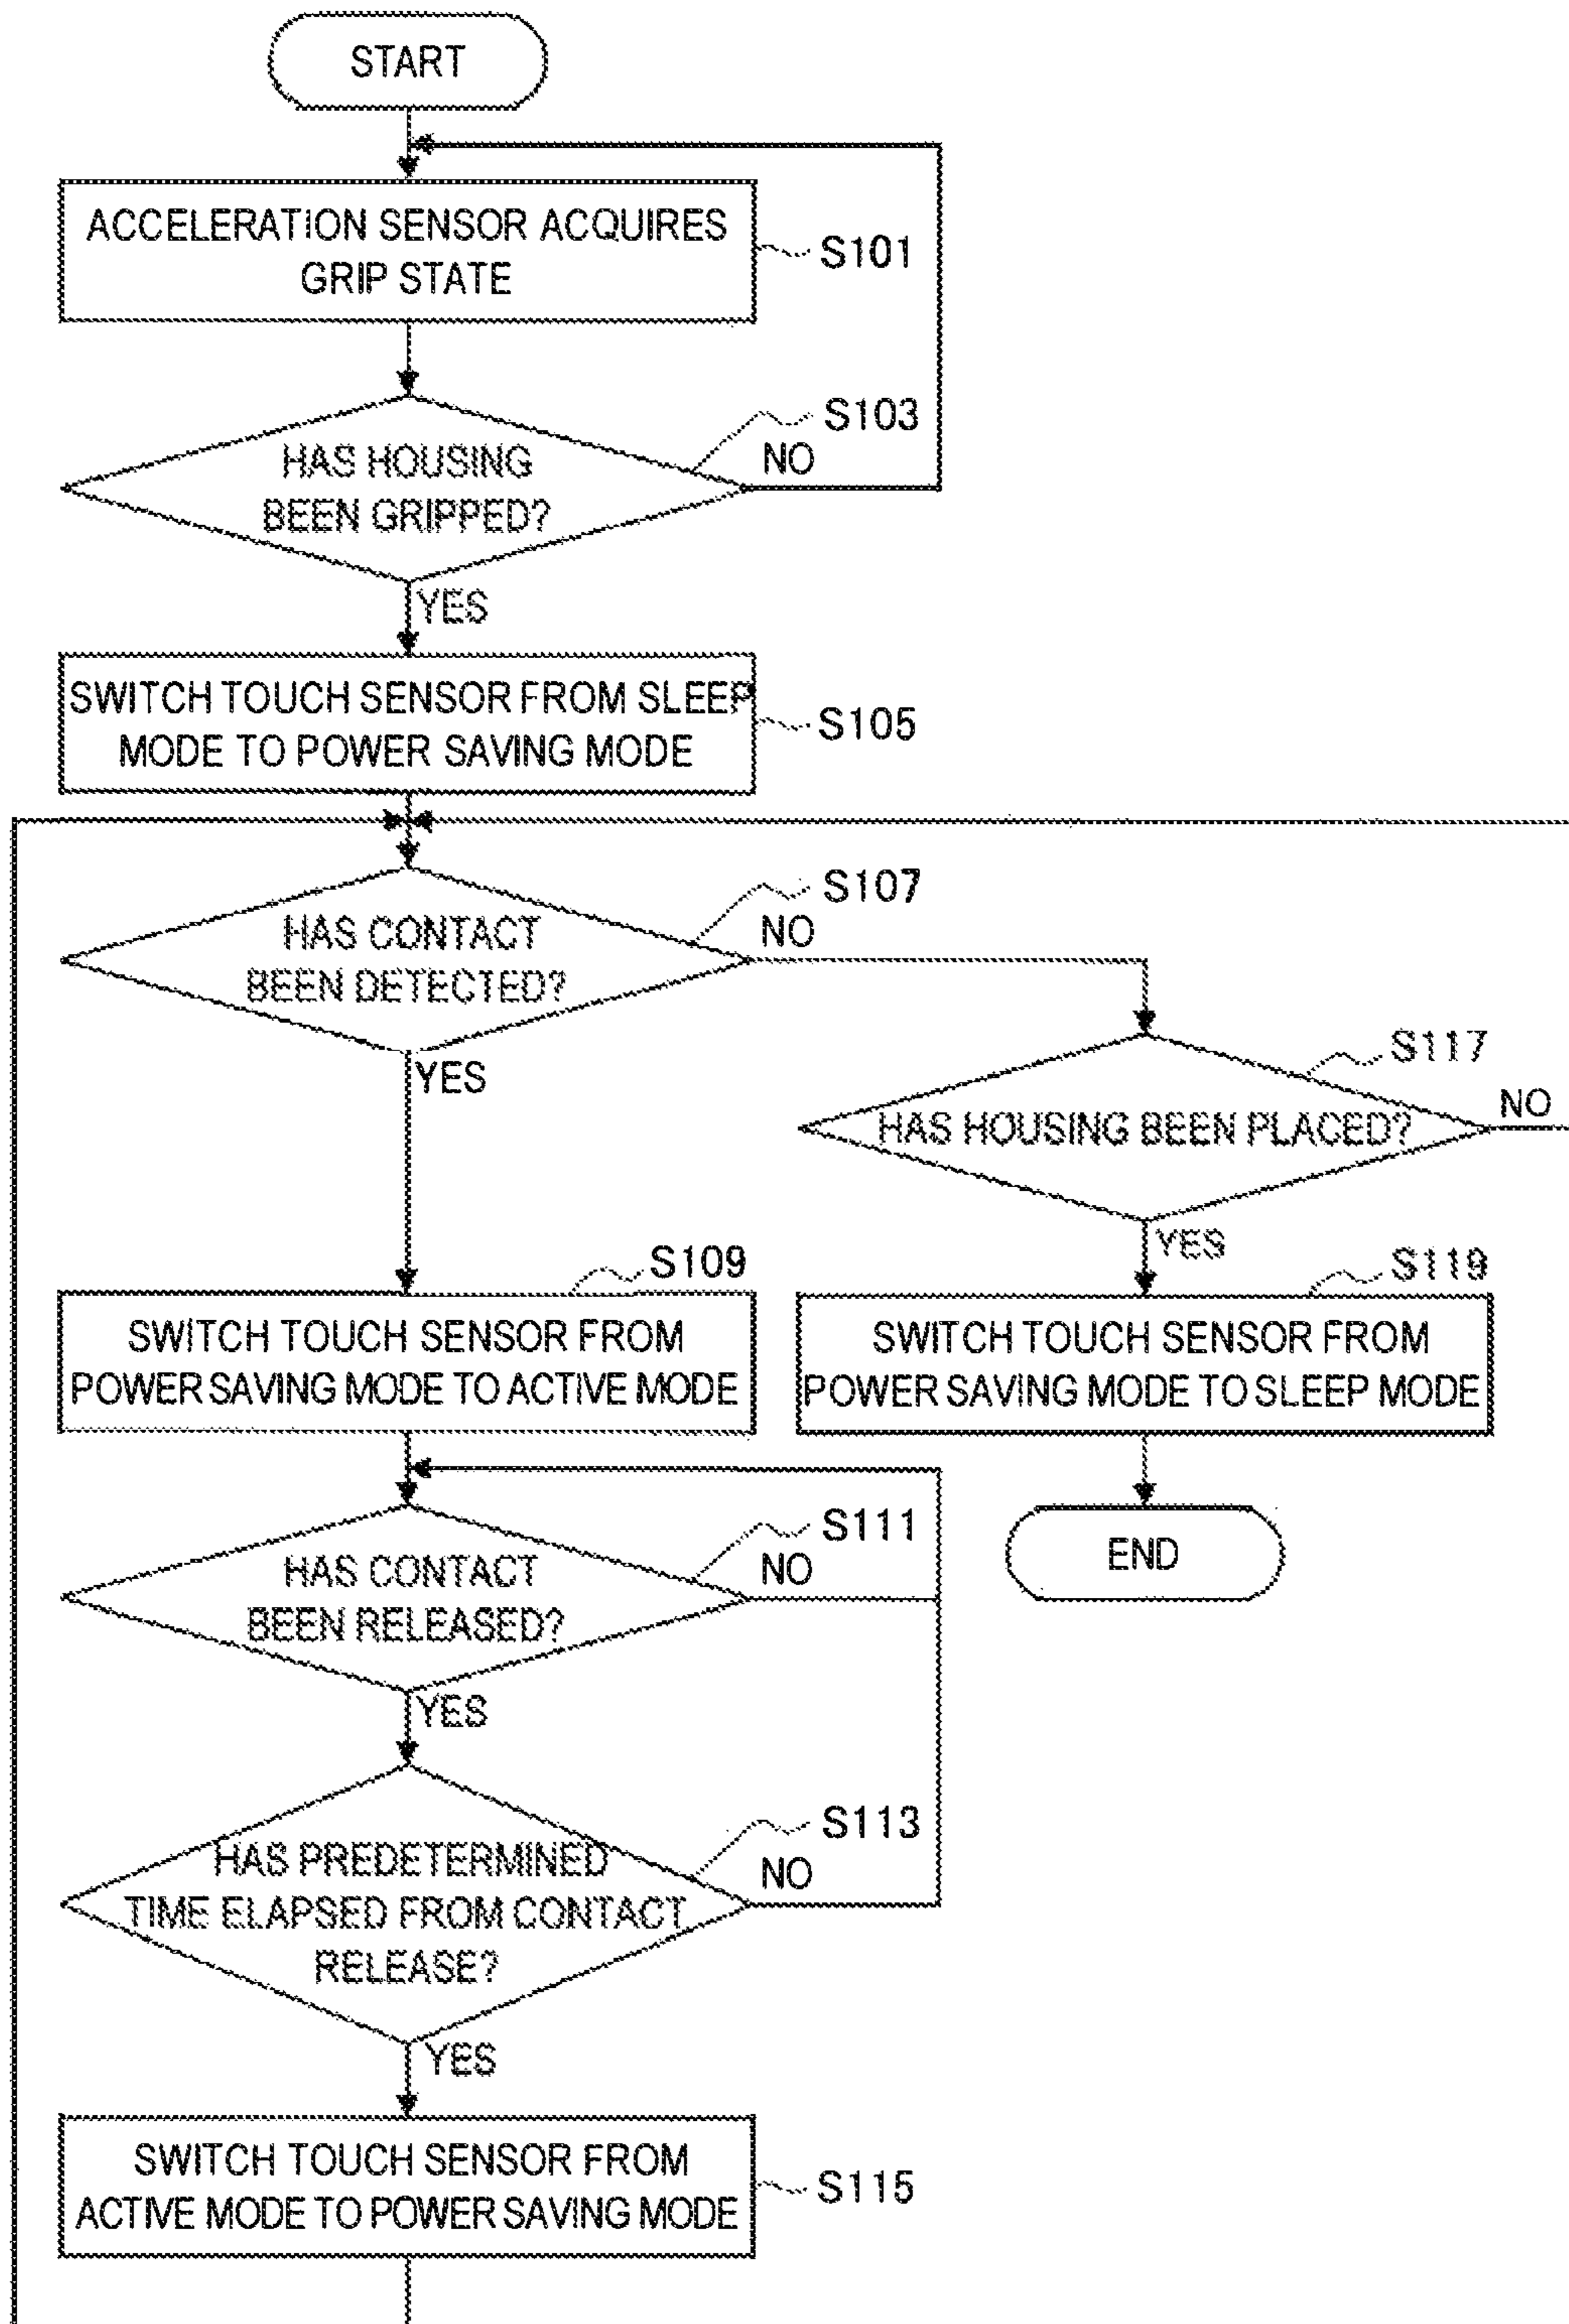 START
ACCELERATION SENSOR ACQUIRES
GRIP STATE
S101
S103
HAS HOUSING
BEEN GRIPPED?
NO
YES
SWITCH TOUCH SENSOR FROM SLEEP
MODE TO POWER SAVING MODE
S105
S107
HAS CONTACT
BEEN DETECTED?
NO
YES
S117
HAS HOUSING BEEN PLACED?
NO
YES
S109
SWITCH TOUCH SENSOR FROM
POWER SAVING MODE TO ACTIVE MODE
S119
SWITCH TOUCH SENSOR FROM
POWER SAVING MODE TO SLEEP MODE
END
S111
HAS CONTACT
BEEN RELEASED?
NO
YES
S113
HAS PREDETERMINED
TIME ELAPSED FROM CONTACT
RELEASE?
NO
YES
SWITCH TOUCH SENSOR FROM
ACTIVE MODE TO POWER SAVING MODE
S115